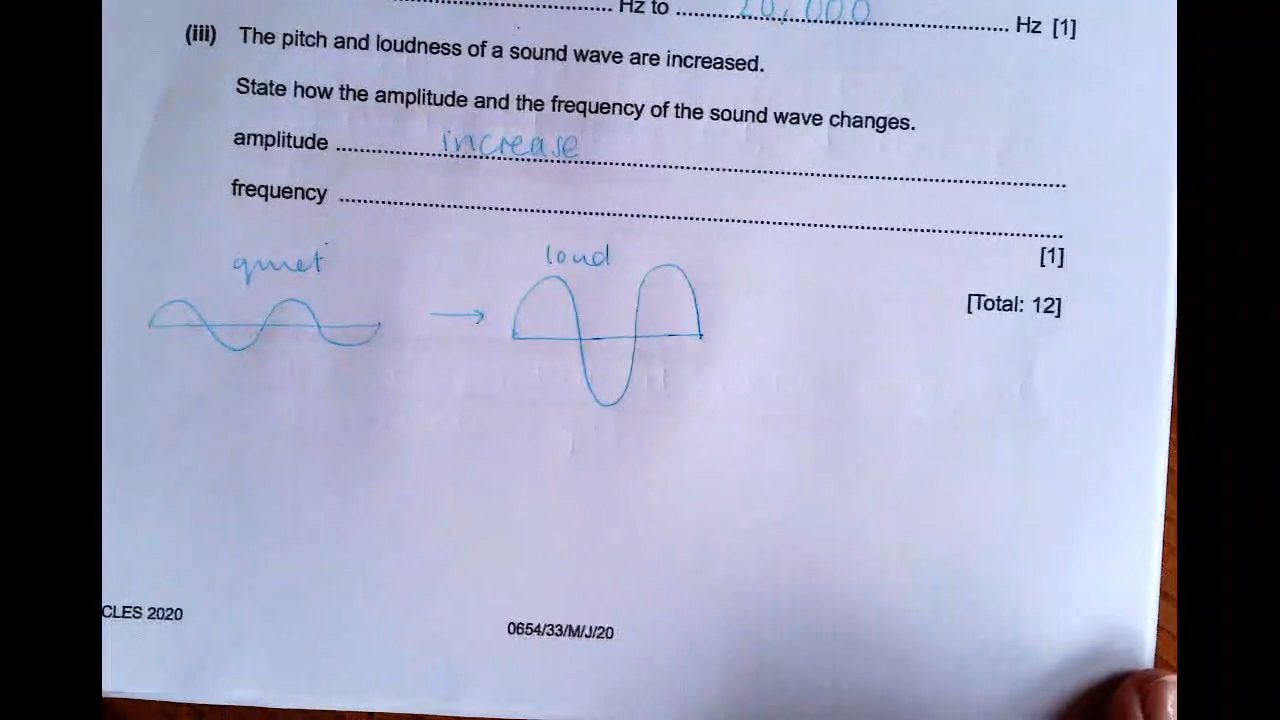 Hz to 20,000 Hz [1]
(iii) The pitch and loudness of a sound wave are increased.
State how the amplitude and the frequency of the sound wave changes.
amplitude increase
frequency
[1]
quiet loud
[Total: 12]
CLES 2020
0654/33/M/J/20